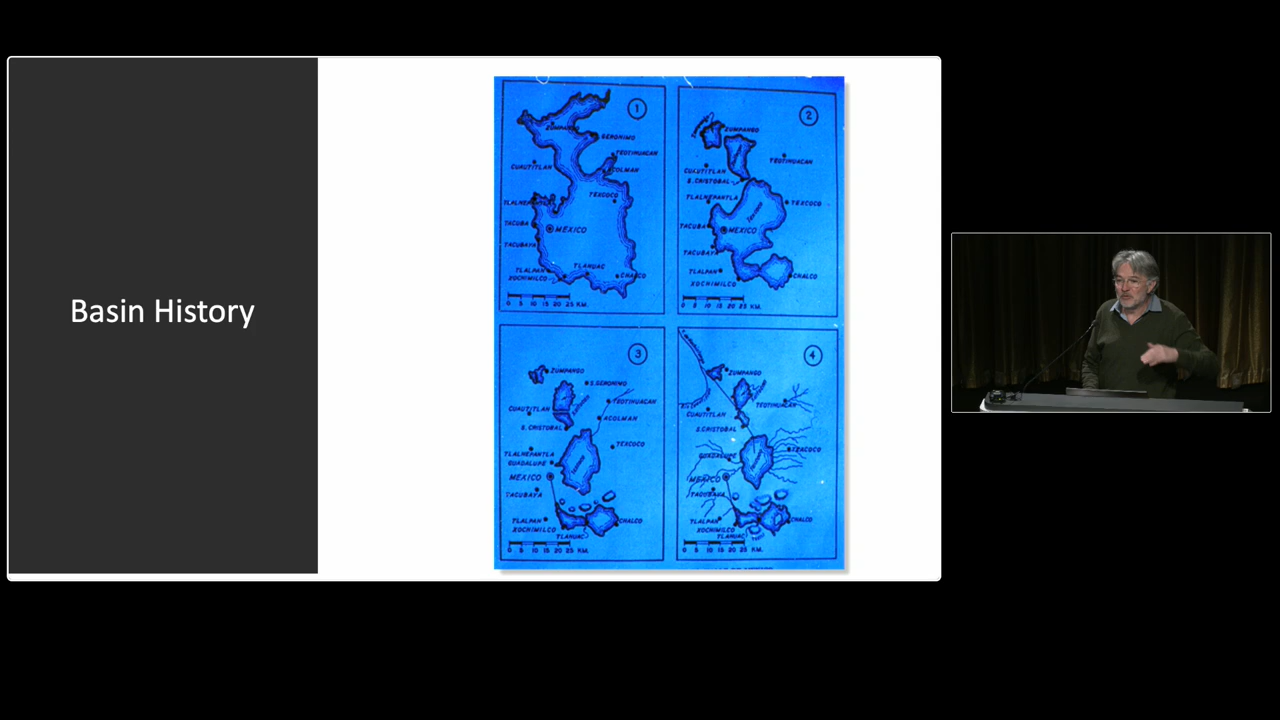 Basin History
1
ZUMPANGO
S. GERONIMO
TEOTIHUACAN
CUAUTITLAN
TEXCOCO
TACUBA
MEXICO
TACUBAYA
TLAHUAC
TLALPAN
CHALCO
XOCHIMILCO
0 5 10 15 20 25 KM.
2
ZUMPANGO
TEOTIHUACAN
CUAUTITLAN
S. CRISTOBAL
TLALNEPANTLA
TEXCOCO
TACUBA
MEXICO
TACUBAYA
TLALPAN
CHALCO
XOCHIMILCO
0 5 10 15 20 25 KM.
3
ZUMPANGO
S. GERONIMO
TEOTIHUACAN
CUAUTITLAN
ACOLMAN
S. CRISTOBAL
TEXCOCO
TLALNEPANTLA
GUADALUPE
MEXICO
TACUBAYA
TLALPAN
CHALCO
XOCHIMILCO
TLAHUAC
0 5 10 15 20 25 KM.
4
ZUMPANGO
TEOTIHUACAN
CUAUTITLAN
S. CRISTOBAL
TEXCOCO
GUADALUPE
MEXICO
TACUBAYA
TLALPAN
CHALCO
XOCHIMILCO
TLAHUAC
0 5 10 15 20 25 KM.